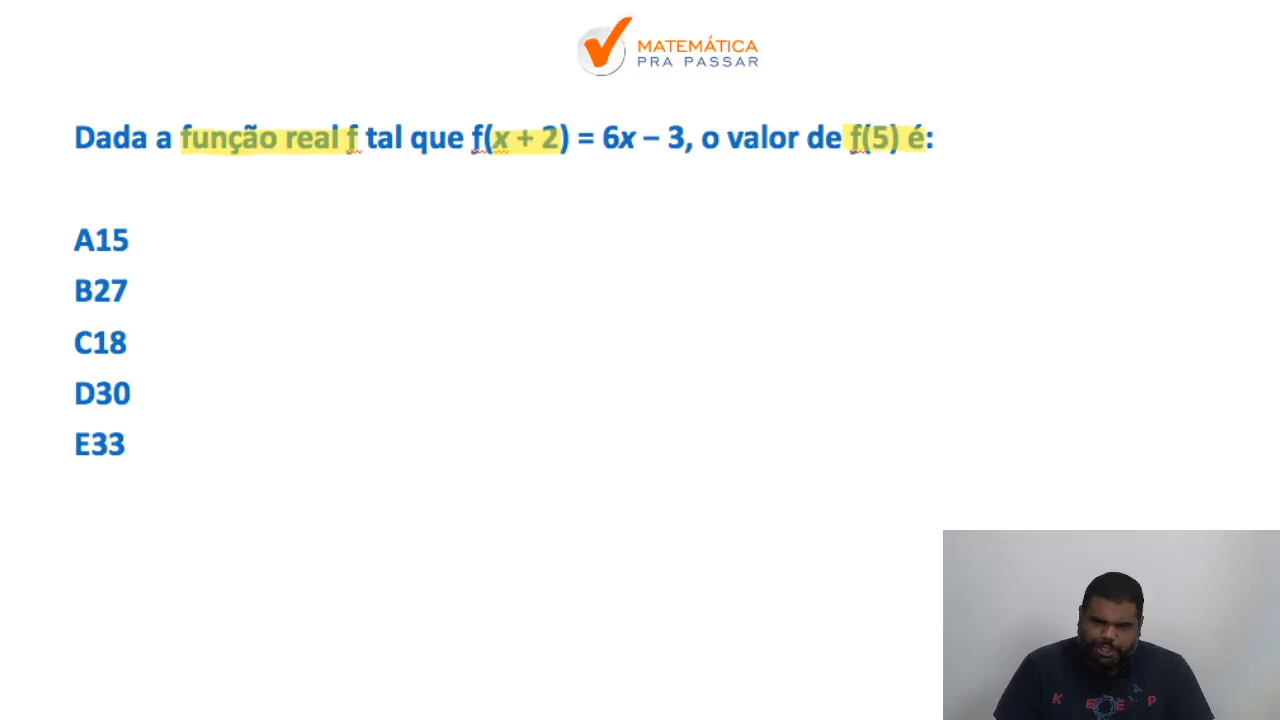 MATEMÁTICA
PRA PASSAR
Dada a função real ƒ tal que ƒ(x + 2) = 6x – 3, o valor de ƒ(5) é:
A15
B27
C18
D30
E33
K E E P